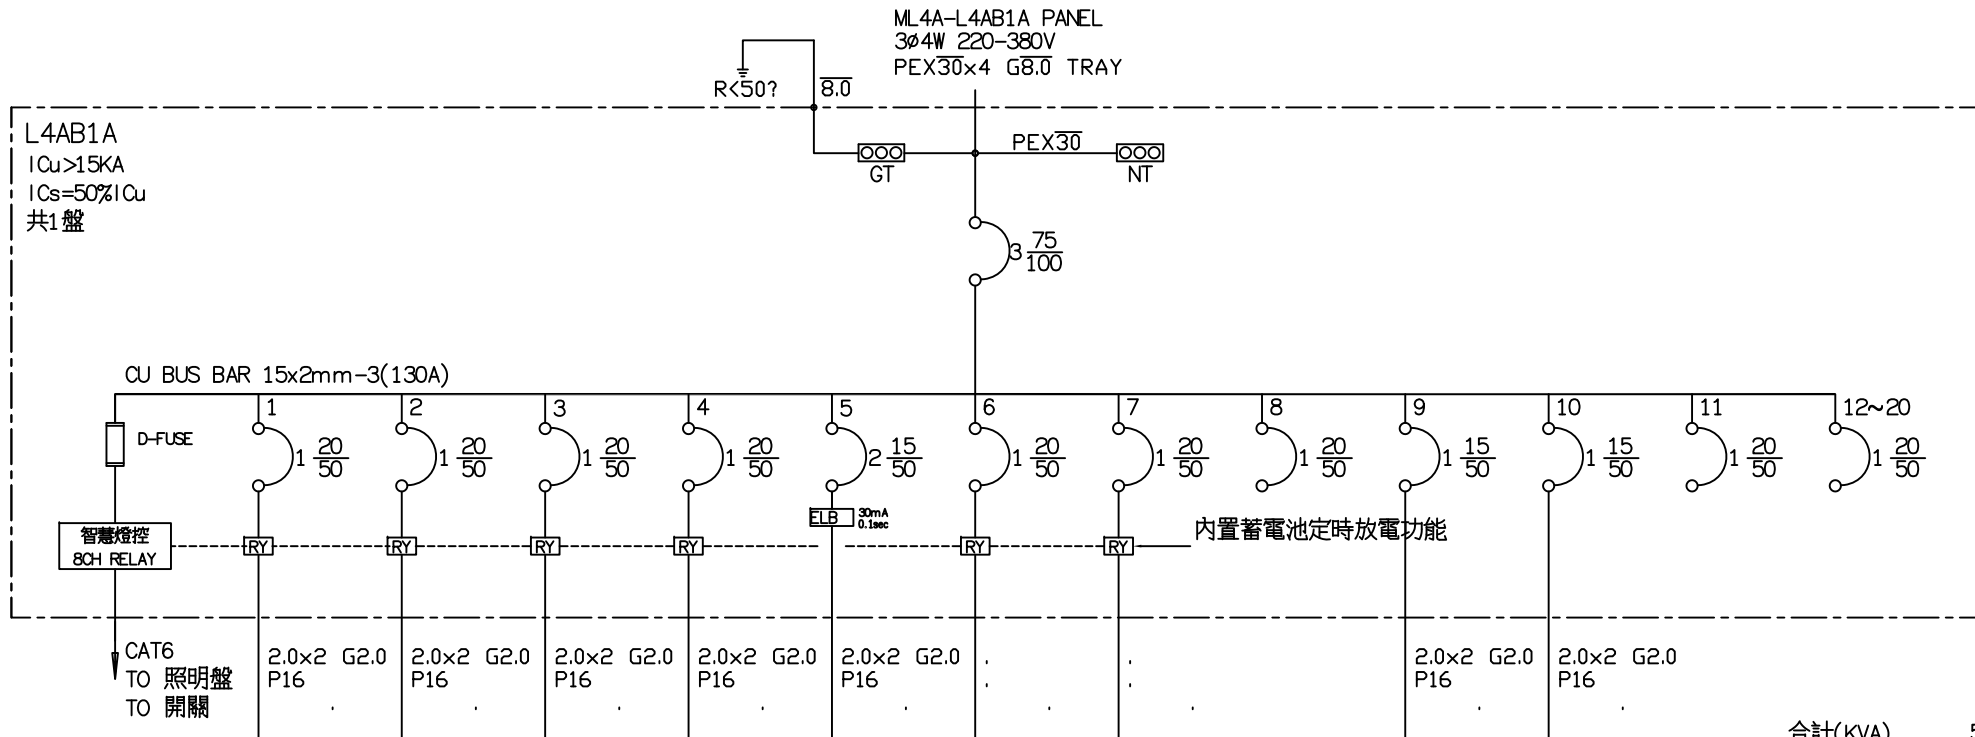 ML4A-L4AB1A PANEL
3ø4W 220-380V
PEX30x4 G8.0 TRAY
R<50?
8.0
L4AB1A
ICu>15KA
ICs=50%ICu
共1盤
PEX30
GT
NT
3 75/100
CU BUS BAR 15x2mm-3(130A)
1 2 3 4 5 6 7 8 9 10 11 12~20
D-FUSE
1 20/50
1 20/50
1 20/50
1 20/50
2 15/50
1 20/50
1 20/50
1 20/50
1 15/50
1 15/50
1 20/50
1 20/50
ELB 30mA
0.1sec
智慧燈控
8CH RELAY
RY RY RY RY RY RY
內置蓄電池定時放電功能
CAT6
TO 照明盤
TO 開關
2.0x2 G2.0
P16
2.0x2 G2.0
P16
2.0x2 G2.0
P16
2.0x2 G2.0
P16
2.0x2 G2.0
P16
2.0x2 G2.0
P16
2.0x2 G2.0
P16
合計(KVA)